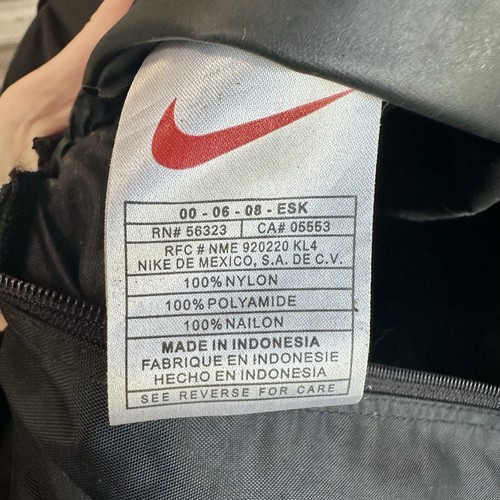 00 - 06 - 08 - ESK
RN# 56323 CA# 05553
RFC # NME 920220 KL4
NIKE DE MEXICO, S.A. DE C.V.
100% NYLON
100% POLYAMIDE
100% NAILON
MADE IN INDONESIA
FABRIQUE EN INDONESIE
HECHO EN INDONESIA
SEE REVERSE FOR CARE